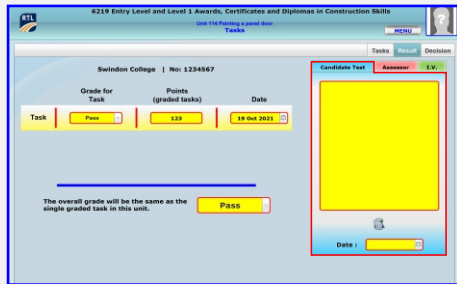 RTL
6219 Entry Level and Level 1 Awards, Certificates and Diplomas in Construction Skills
Unit 114 Painting a panel door
Tasks
MENU
?
Tasks Result Decision
Swindon College | No: 1234567
Grade for Task
Points (graded tasks)
Date
Task Pass 123 19 Oct 2021
The overall grade will be the same as the
single graded task in this unit.
Pass
Candidate Text Assessor I.V.
Date :